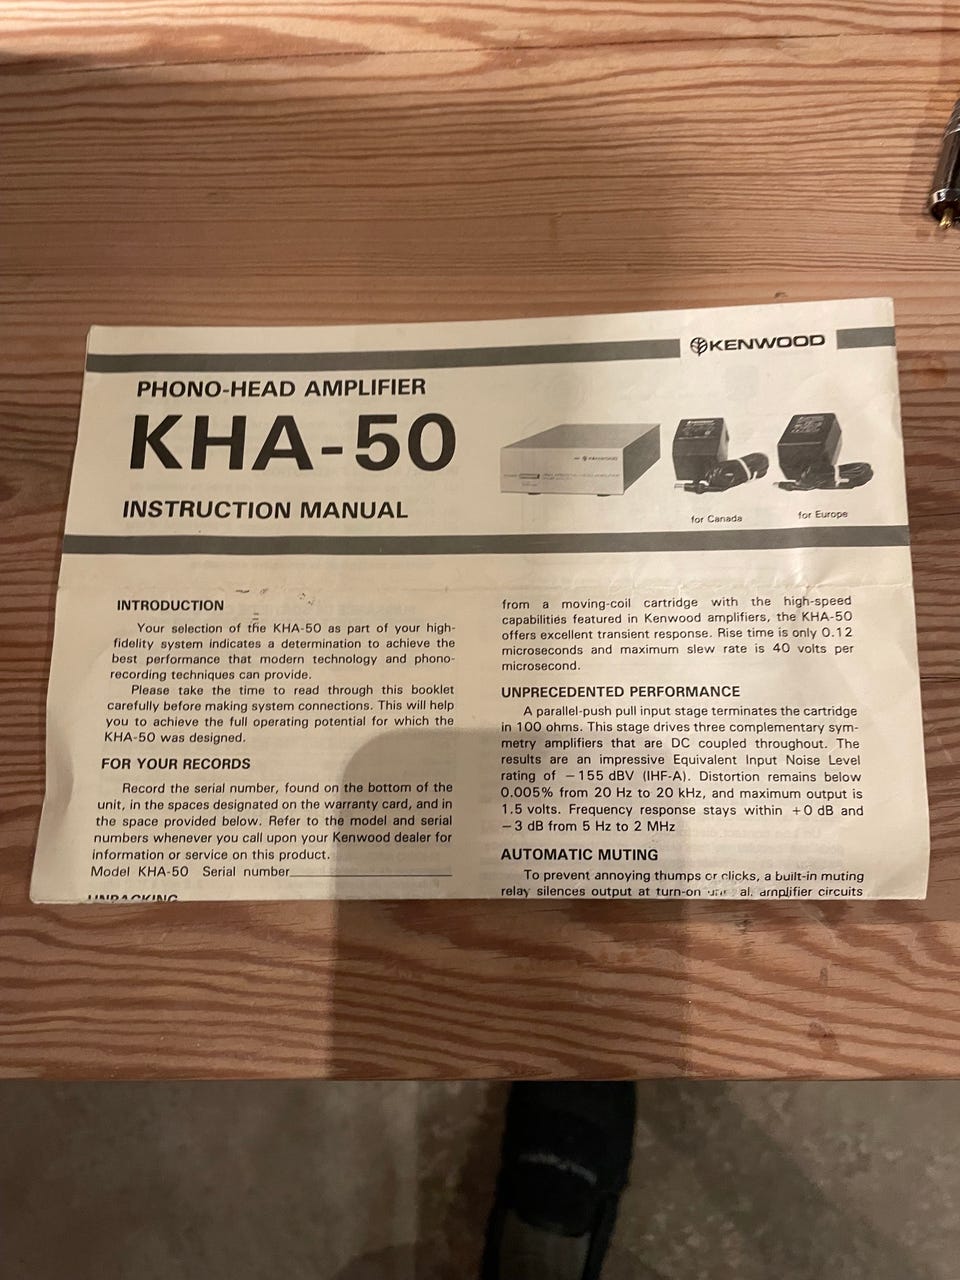 KENWOOD
PHONO-HEAD AMPLIFIER
KHA-50
INSTRUCTION MANUAL
KENWOOD
for Canada
for Europe
INTRODUCTION
Your selection of the KHA-50 as part of your high-
fidelity system indicates a determination to achieve the
best performance that modern technology and phono-
recording techniques can provide.
Please take the time to read through this booklet
carefully before making system connections. This will help
you to achieve the full operating potential for which the
KHA-50 was designed.
FOR YOUR RECORDS
Record the serial number, found on the bottom of the
unit, in the spaces designated on the warranty card, and in
the space provided below. Refer to the model and serial
numbers whenever you call upon your Kenwood dealer for
information or service on this product.
Model KHA-50 Serial number
UNPACKING
from a moving-coil cartridge with the high-speed
capabilities featured in Kenwood amplifiers, the KHA-50
offers excellent transient response. Rise time is only 0.12
microseconds and maximum slew rate is 40 volts per
microsecond.
UNPRECEDENTED PERFORMANCE
A parallel-push pull input stage terminates the cartridge
in 100 ohms. This stage drives three complementary sym-
metry amplifiers that are DC coupled throughout. The
results are an impressive Equivalent Input Noise Level
rating of −155 dBV (IHF-A). Distortion remains below
0.005% from 20 Hz to 20 kHz, and maximum output is
1.5 volts. Frequency response stays within +0 dB and
−3 dB from 5 Hz to 2 MHz
AUTOMATIC MUTING
To prevent annoying thumps or clicks, a built-in muting
relay silences output at turn-on amplifier circuits